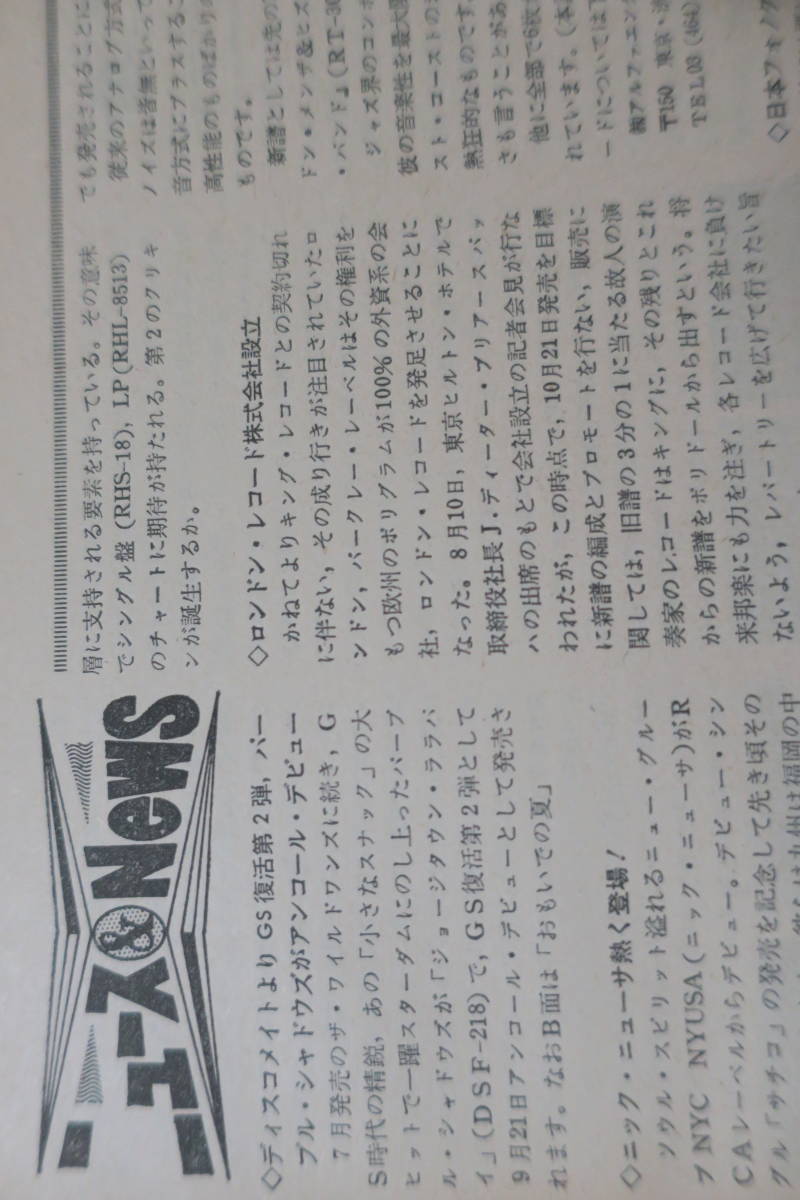 ニュース&NeWS
◇ディスコメイトより GS 復活第2弾, パー
プル・シャドウズがアンコール・デビュー
7月発売のザ・ワイルドワンズに続き, G
S時代の精鋭, あの「小さなスナック」の大
ヒットで一躍スターダムにのし上ったパープ
ル・シャドウズが「ジョージタウン・ララバ
イ」(DSF-218) で, GS復活第2弾として
9月21日アンコール・デビューとして発売さ
れます。なおB面は「おもいでの夏」
◇ニック・ニューサ熱く登場！
ソウル・スピリット溢れるニュー・グルー
プNYC NYUSA(ニック・ニューサ)がR
CAレーベルからデビュー。デビュー・シン
グル「サチコ」の発売を記念して先き頃その
彼らは九州は福岡の中
層に支持される要素を持っている。その意味
でシングル盤 (RHS-18), LP (RHL-8513)
のチャートに期待が持たれる。第2のクリキ
ンが誕生するか。
◇ロンドン・レコード株式会社設立
かねてよりキング・レコードとの契約切れ
に伴ない, その成り行きが注目されていたロ
ンドン, バークレー・レーベルはその権利を
もつ欧州のポリグラムが100%の外資系の会
社, ロンドン・レコードを発足させることに
なった。8月10日, 東京ヒルトン・ホテルで
取締役社長 J・ディーター・ブリアースバッ
ハの出席のもとで会社設立の記者会見が行な
われたが, この時点で, 10月21日発売を目標
に新譜の編成とプロモートを行ない, 販売に
関しては, 旧譜の3分の1に当たる故人の演
奏家のレコードはキングに, その残りとこれ
からの新譜をポリドールから出すという。将
来邦楽にも力を注ぎ, 各レコード会社に負け
ないよう, レパートリーを広げて行きたい旨
ても発売されることに
従来のアナログ方式
ノイズは皆無といって
音方式にプラスするこ
高性能のものばかりの
ものです。
新譜としては先の
ドン・メンザ&ヒズ
・バンド』(RT-30
ジャズ界のコンポ
彼の音楽性を最大限
スト・コーストの
熱狂的なものです。
さも言うことがあ
他に全部で6枚
れています。(本
ードについては下
㈱アルファエン
〒150 東京・渋
TEL03 (464)
◇日本フォノグ